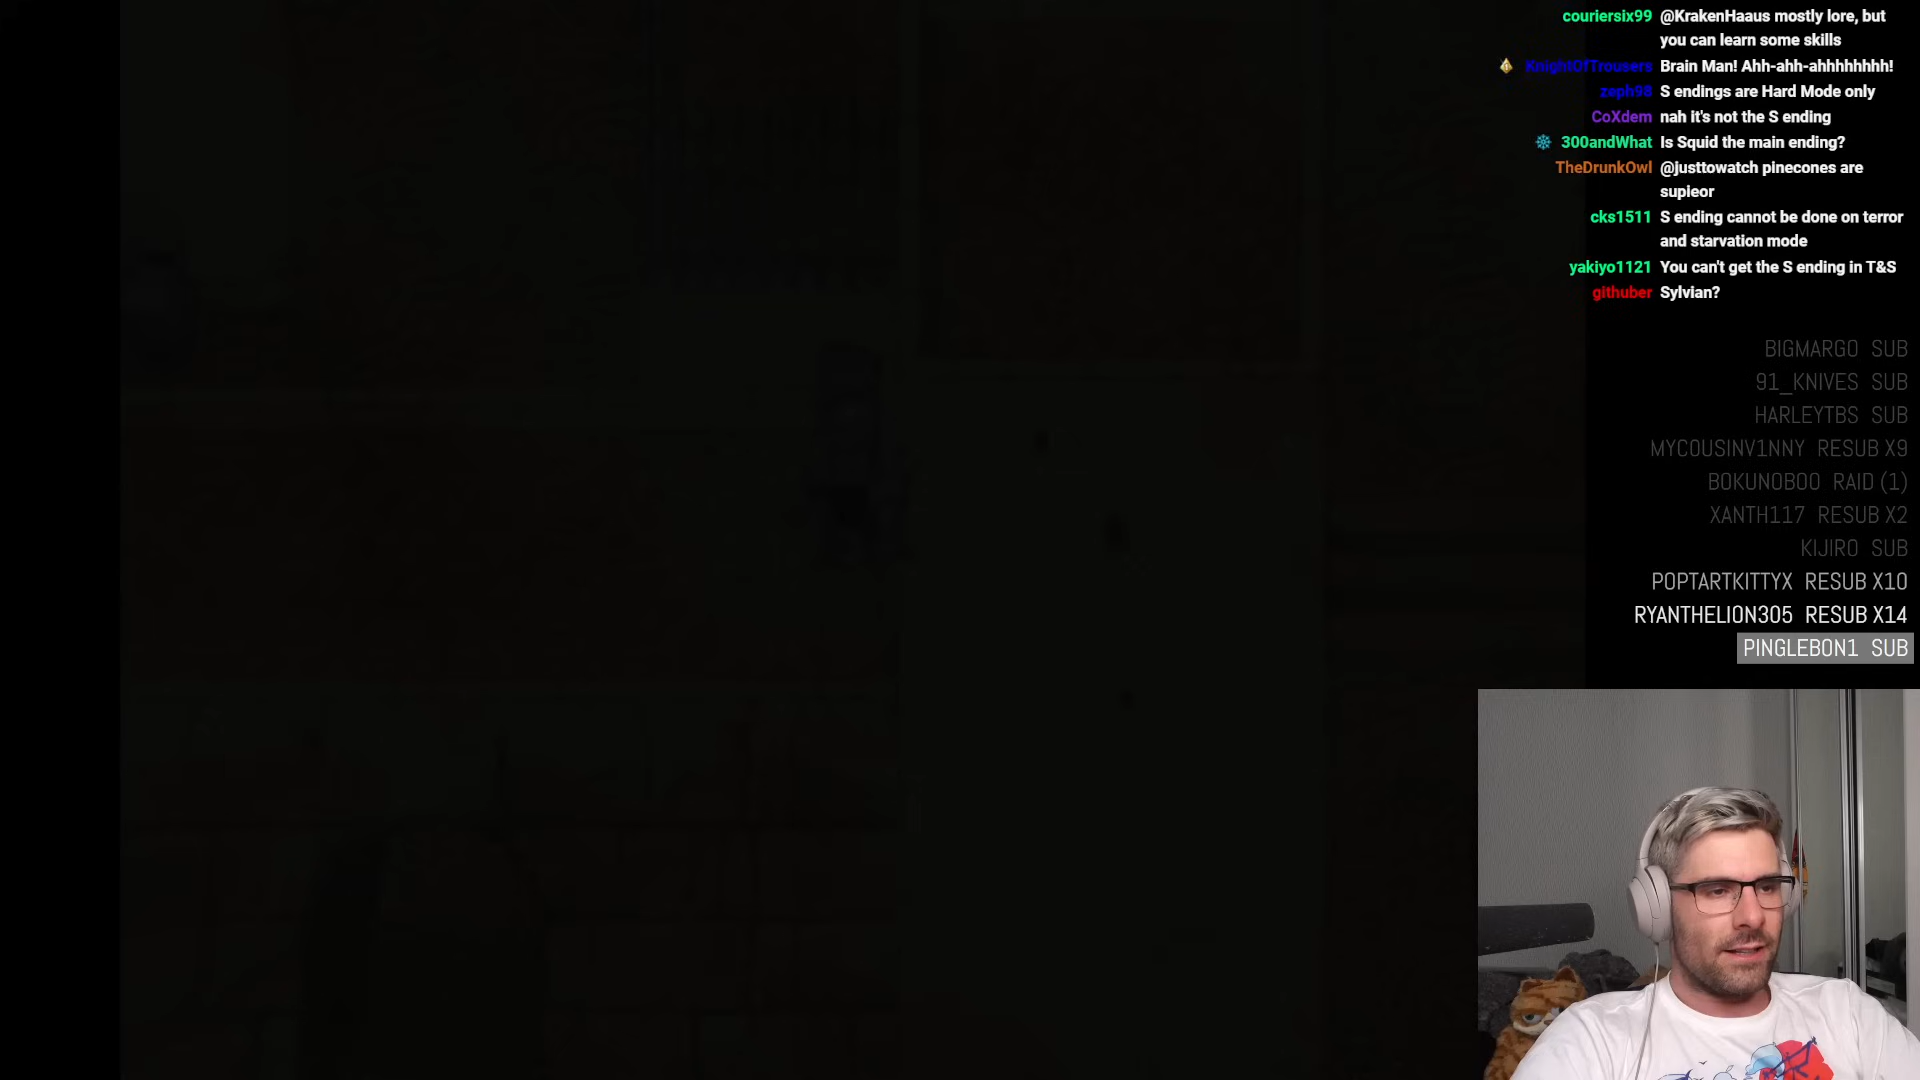 couriersix99 @KrakenHaaus mostly lore, but
you can learn some skills
KnightOfTrousers Brain Man! Ahh-ahh-ahhhhhhhh!
zeph98 S endings are Hard Mode only
CoXdem nah it's not the S ending
300andWhat Is Squid the main ending?
TheDrunkOwl @justtowatch pinecones are
supieor
cks1511 S ending cannot be done on terror
and starvation mode
yakiyo1121 You can't get the S ending in T&S
githuber Sylvian?
BIGMARGO SUB
91_KNIVES SUB
HARLEYTBS SUB
MYCOUSINV1NNY RESUB X9
BOKUNOBOO RAID (1)
XANTH117 RESUB X2
KIJIRO SUB
POPTARTKITTYX RESUB X10
RYANTHELION305 RESUB X14
PINGLEBON1 SUB